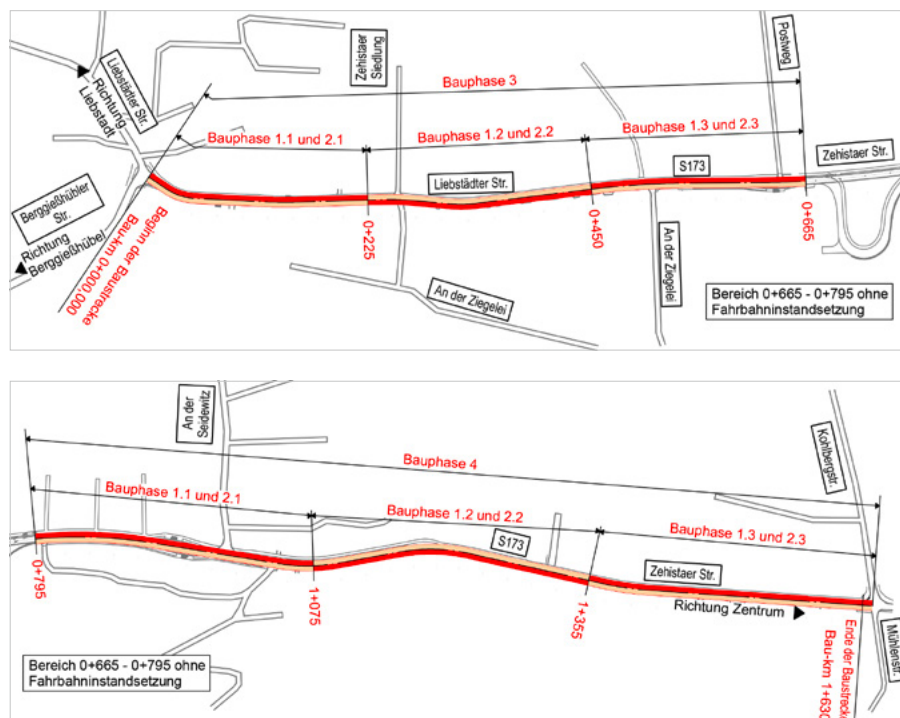 Zehistaer
Siedlung
Postweg
Liebstädter Str.
Richtung
Liebstadt
Bauphase 3
Bauphase 1.1 und 2.1
Bauphase 1.2 und 2.2
Bauphase 1.3 und 2.3
S173
Zehistaer Str.
Liebstädter Str.
Berggießhübler
Str.
Richtung
Berggießhübel
Beginn der Baustrecke
Bau-km 0+000,000
0+225
0+450
0+665
An der Ziegelei
An der Ziegelei
Bereich 0+665 - 0+795 ohne
Fahrbahninstandsetzung
An der
Seidewitz
Kohlbergstr.
Bauphase 4
Bauphase 1.1 und 2.1
Bauphase 1.2 und 2.2
Bauphase 1.3 und 2.3
S173
Zehistaer Str.
Richtung Zentrum
0+795
1+075
1+355
Ende der Baustrecke
Bau-km 1+630
Mühlenstr.
Bereich 0+665 - 0+795 ohne
Fahrbahninstandsetzung